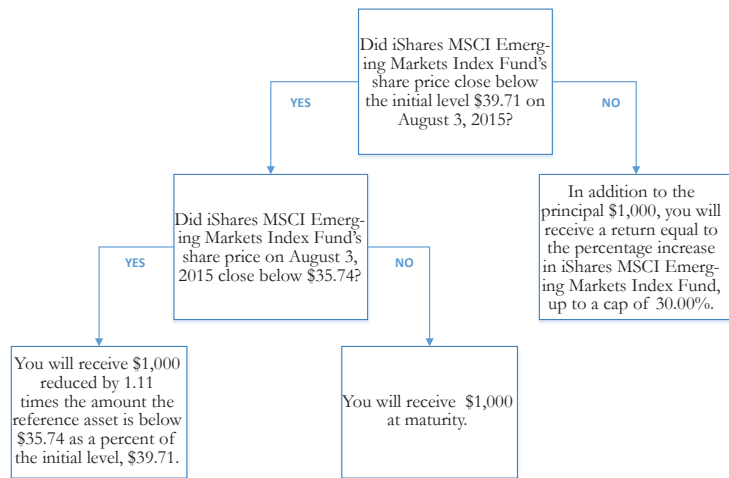 Did iShares MSCI Emerg-
ing Markets Index Fund's
share price close below
the initial level $39.71 on
August 3, 2015?
YES
NO
Did iShares MSCI Emerg-
ing Markets Index Fund's
share price on August 3,
2015 close below $35.74?
In addition to the
principal $1,000, you will
receive a return equal to
the percentage increase
in iShares MSCI Emerg-
ing Markets Index Fund,
up to a cap of 30.00%.
YES
NO
You will receive $1,000
reduced by 1.11
times the amount the
reference asset is below
$35.74 as a percent of
the initial level, $39.71.
You will receive $1,000
at maturity.